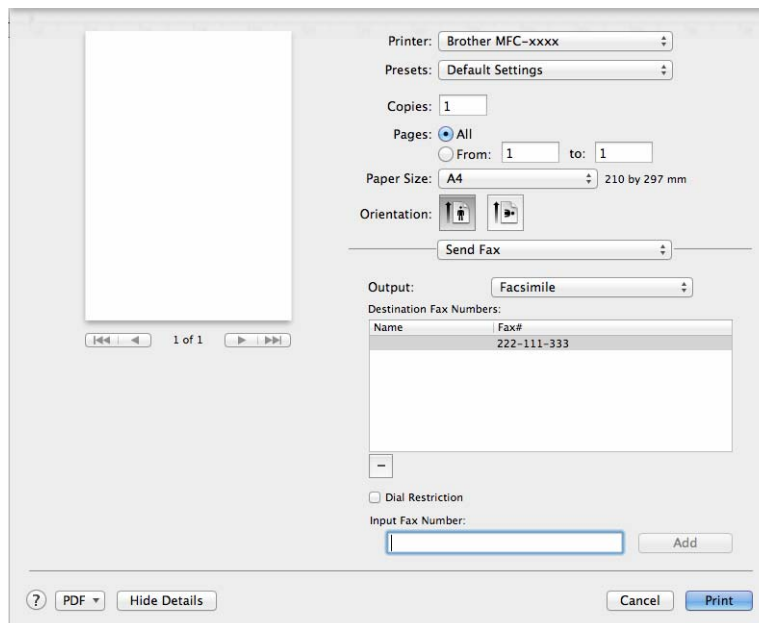 Printer: Brother MFC-xxxx
Presets: Default Settings
Copies: 1
Pages: All
From: 1 to: 1
Paper Size: A4 210 by 297 mm
Orientation:
Send Fax
Output: Facsimile
Destination Fax Numbers:
Name Fax#
222-111-333
1 of 1
–
Dial Restriction
Input Fax Number:
Add
? PDF Hide Details Cancel Print